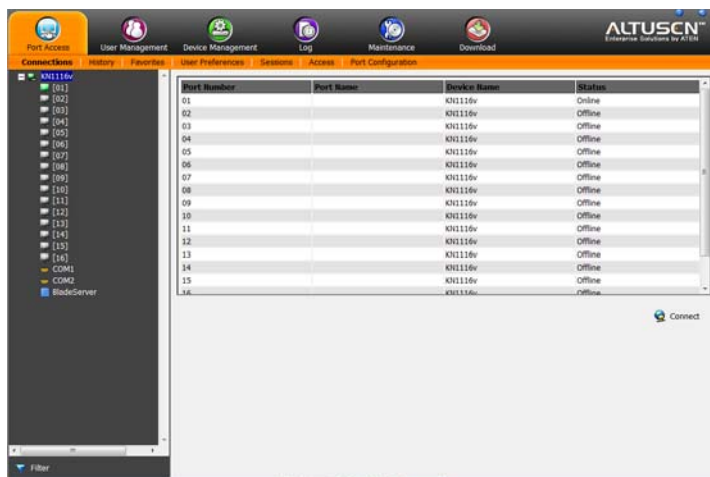 Port Access User Management Device Management Log Maintenance Download
ALTUSCN™
Enterprise Solutions by ATEN
Connections History Favorites User Preferences Sessions Access Port Configuration
KN1116v
[01]
[02]
[03]
[04]
[05]
[06]
[07]
[08]
[09]
[10]
[11]
[12]
[13]
[14]
[15]
[16]
COM1
COM2
BladeServer
Port Number Port Name Device Name Status
01 KN1116v Online
02 KN1116v Offline
03 KN1116v Offline
04 KN1116v Offline
05 KN1116v Offline
06 KN1116v Offline
07 KN1116v Offline
08 KN1116v Offline
09 KN1116v Offline
10 KN1116v Offline
11 KN1116v Offline
12 KN1116v Offline
13 KN1116v Offline
14 KN1116v Offline
15 KN1116v Offline
16 KN1116v Offline
Connect
Filter